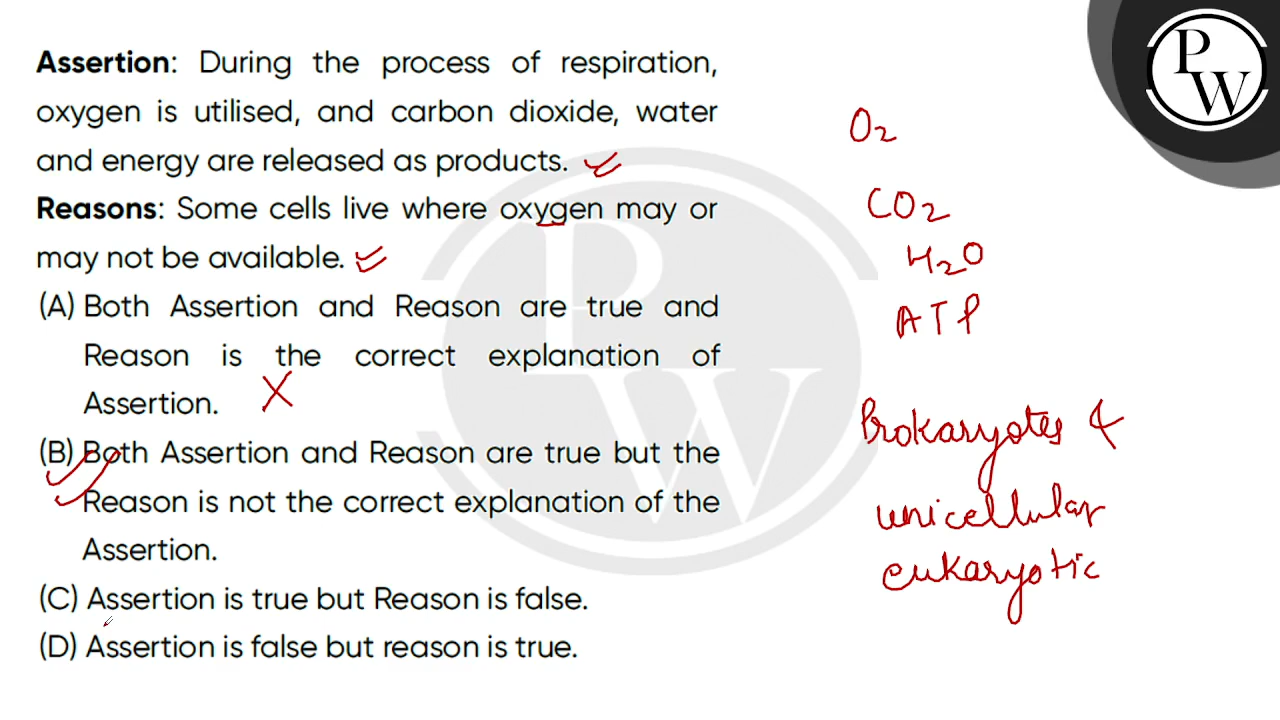 Assertion: During the process of respiration,
oxygen is utilised, and carbon dioxide, water
and energy are released as products.
Reasons: Some cells live where oxygen may or
may not be available.
(A) Both Assertion and Reason are true and
Reason is the correct explanation of
Assertion.
(B) Both Assertion and Reason are true but the
Reason is not the correct explanation of the
Assertion.
(C) Assertion is true but Reason is false.
(D) Assertion is false but reason is true.
O2
CO2
H2O
ATP
Prokaryotes &
unicellular
eukaryotic
PW
PW